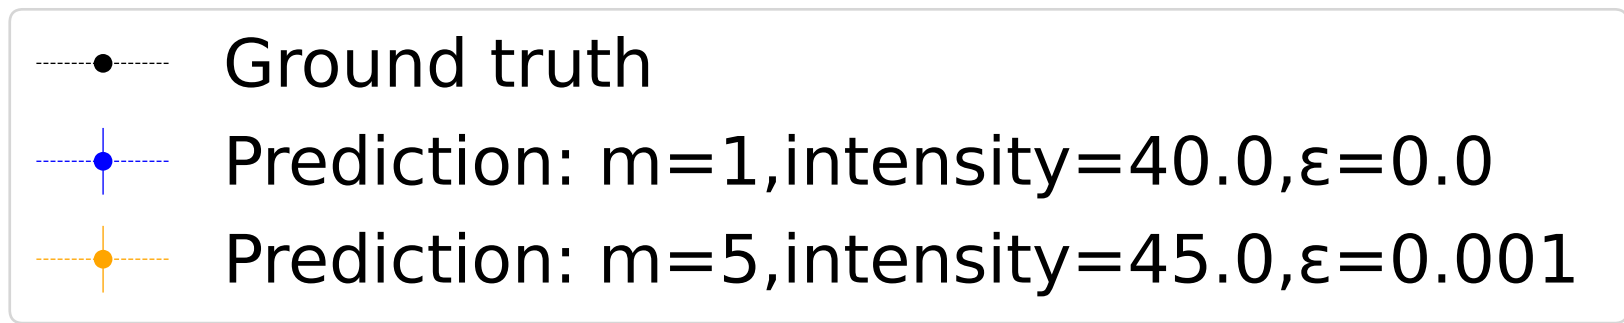 Ground truth
Prediction: m=1,intensity=40.0,ε=0.0
Prediction: m=5,intensity=45.0,ε=0.001